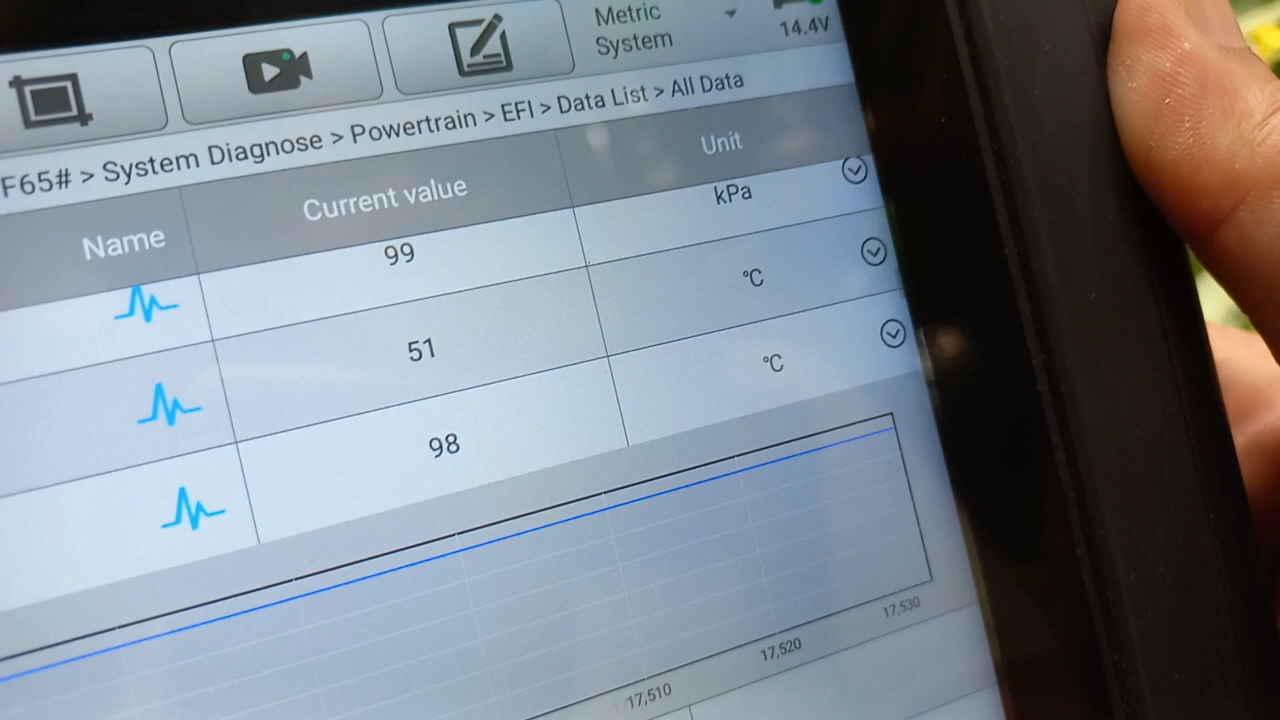 Metric
System
14.4V
F65# > System Diagnose > Powertrain > EFI > Data List > All Data
Name Current value Unit
99 kPa
51 °C
98 °C
17,510 17,520 17,530